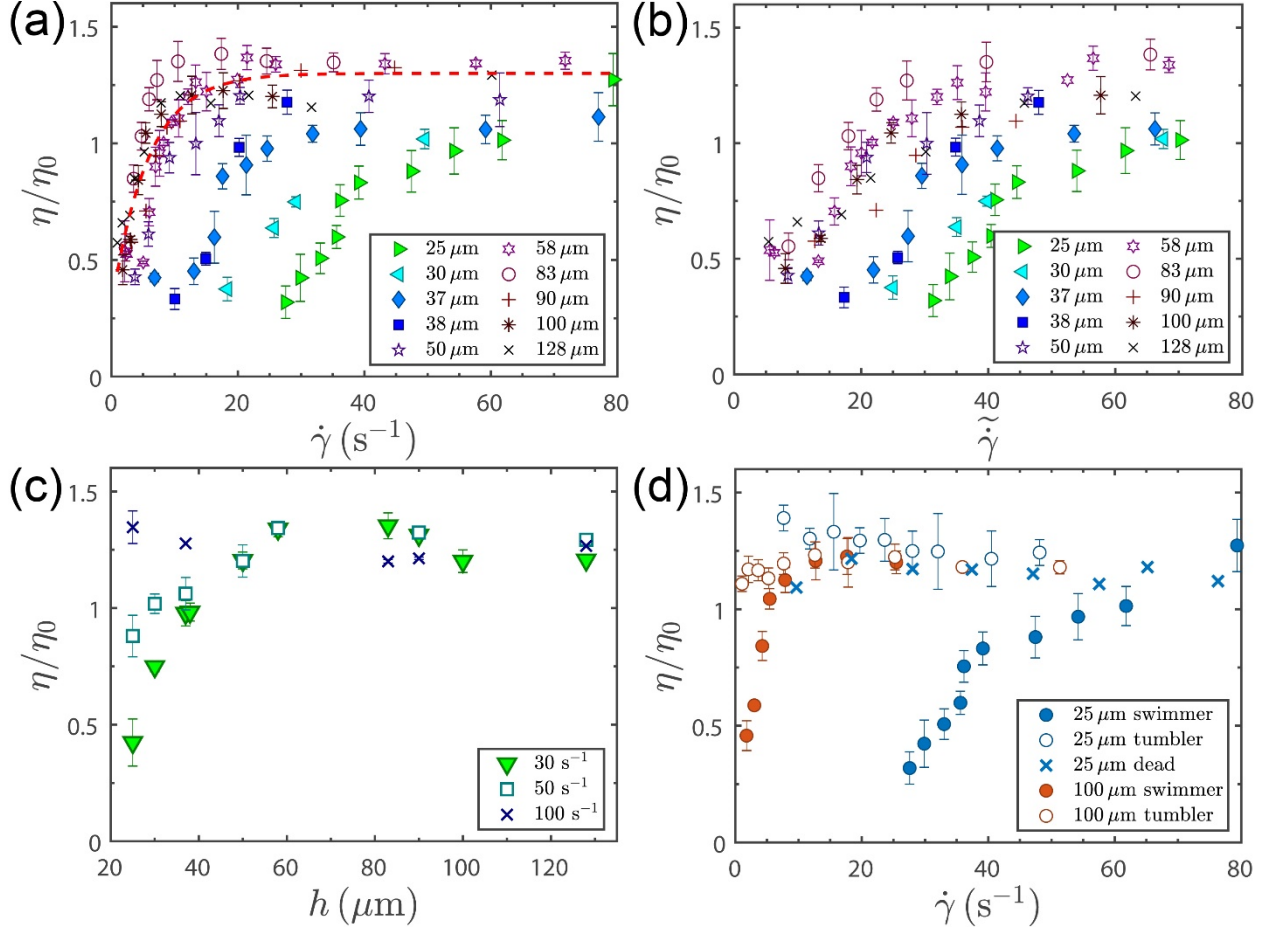 (a)
1.5
1
0.5
0
η/η₀
25 μm 58 μm
30 μm 83 μm
37 μm 90 μm
38 μm 100 μm
50 μm 128 μm
0 20 40 60 80
γ̇ (s⁻¹)
(b)
1.5
1
0.5
0
η/η₀
25 μm 58 μm
30 μm 83 μm
37 μm 90 μm
38 μm 100 μm
50 μm 128 μm
0 20 40 60 80
γ̇̃
(c)
1.5
1
0.5
0
η/η₀
30 s⁻¹
50 s⁻¹
100 s⁻¹
20 40 60 80 100 120
h (μm)
(d)
1.5
1
0.5
0
η/η₀
25 μm swimmer
25 μm tumbler
25 μm dead
100 μm swimmer
100 μm tumbler
0 20 40 60 80
γ̇ (s⁻¹)